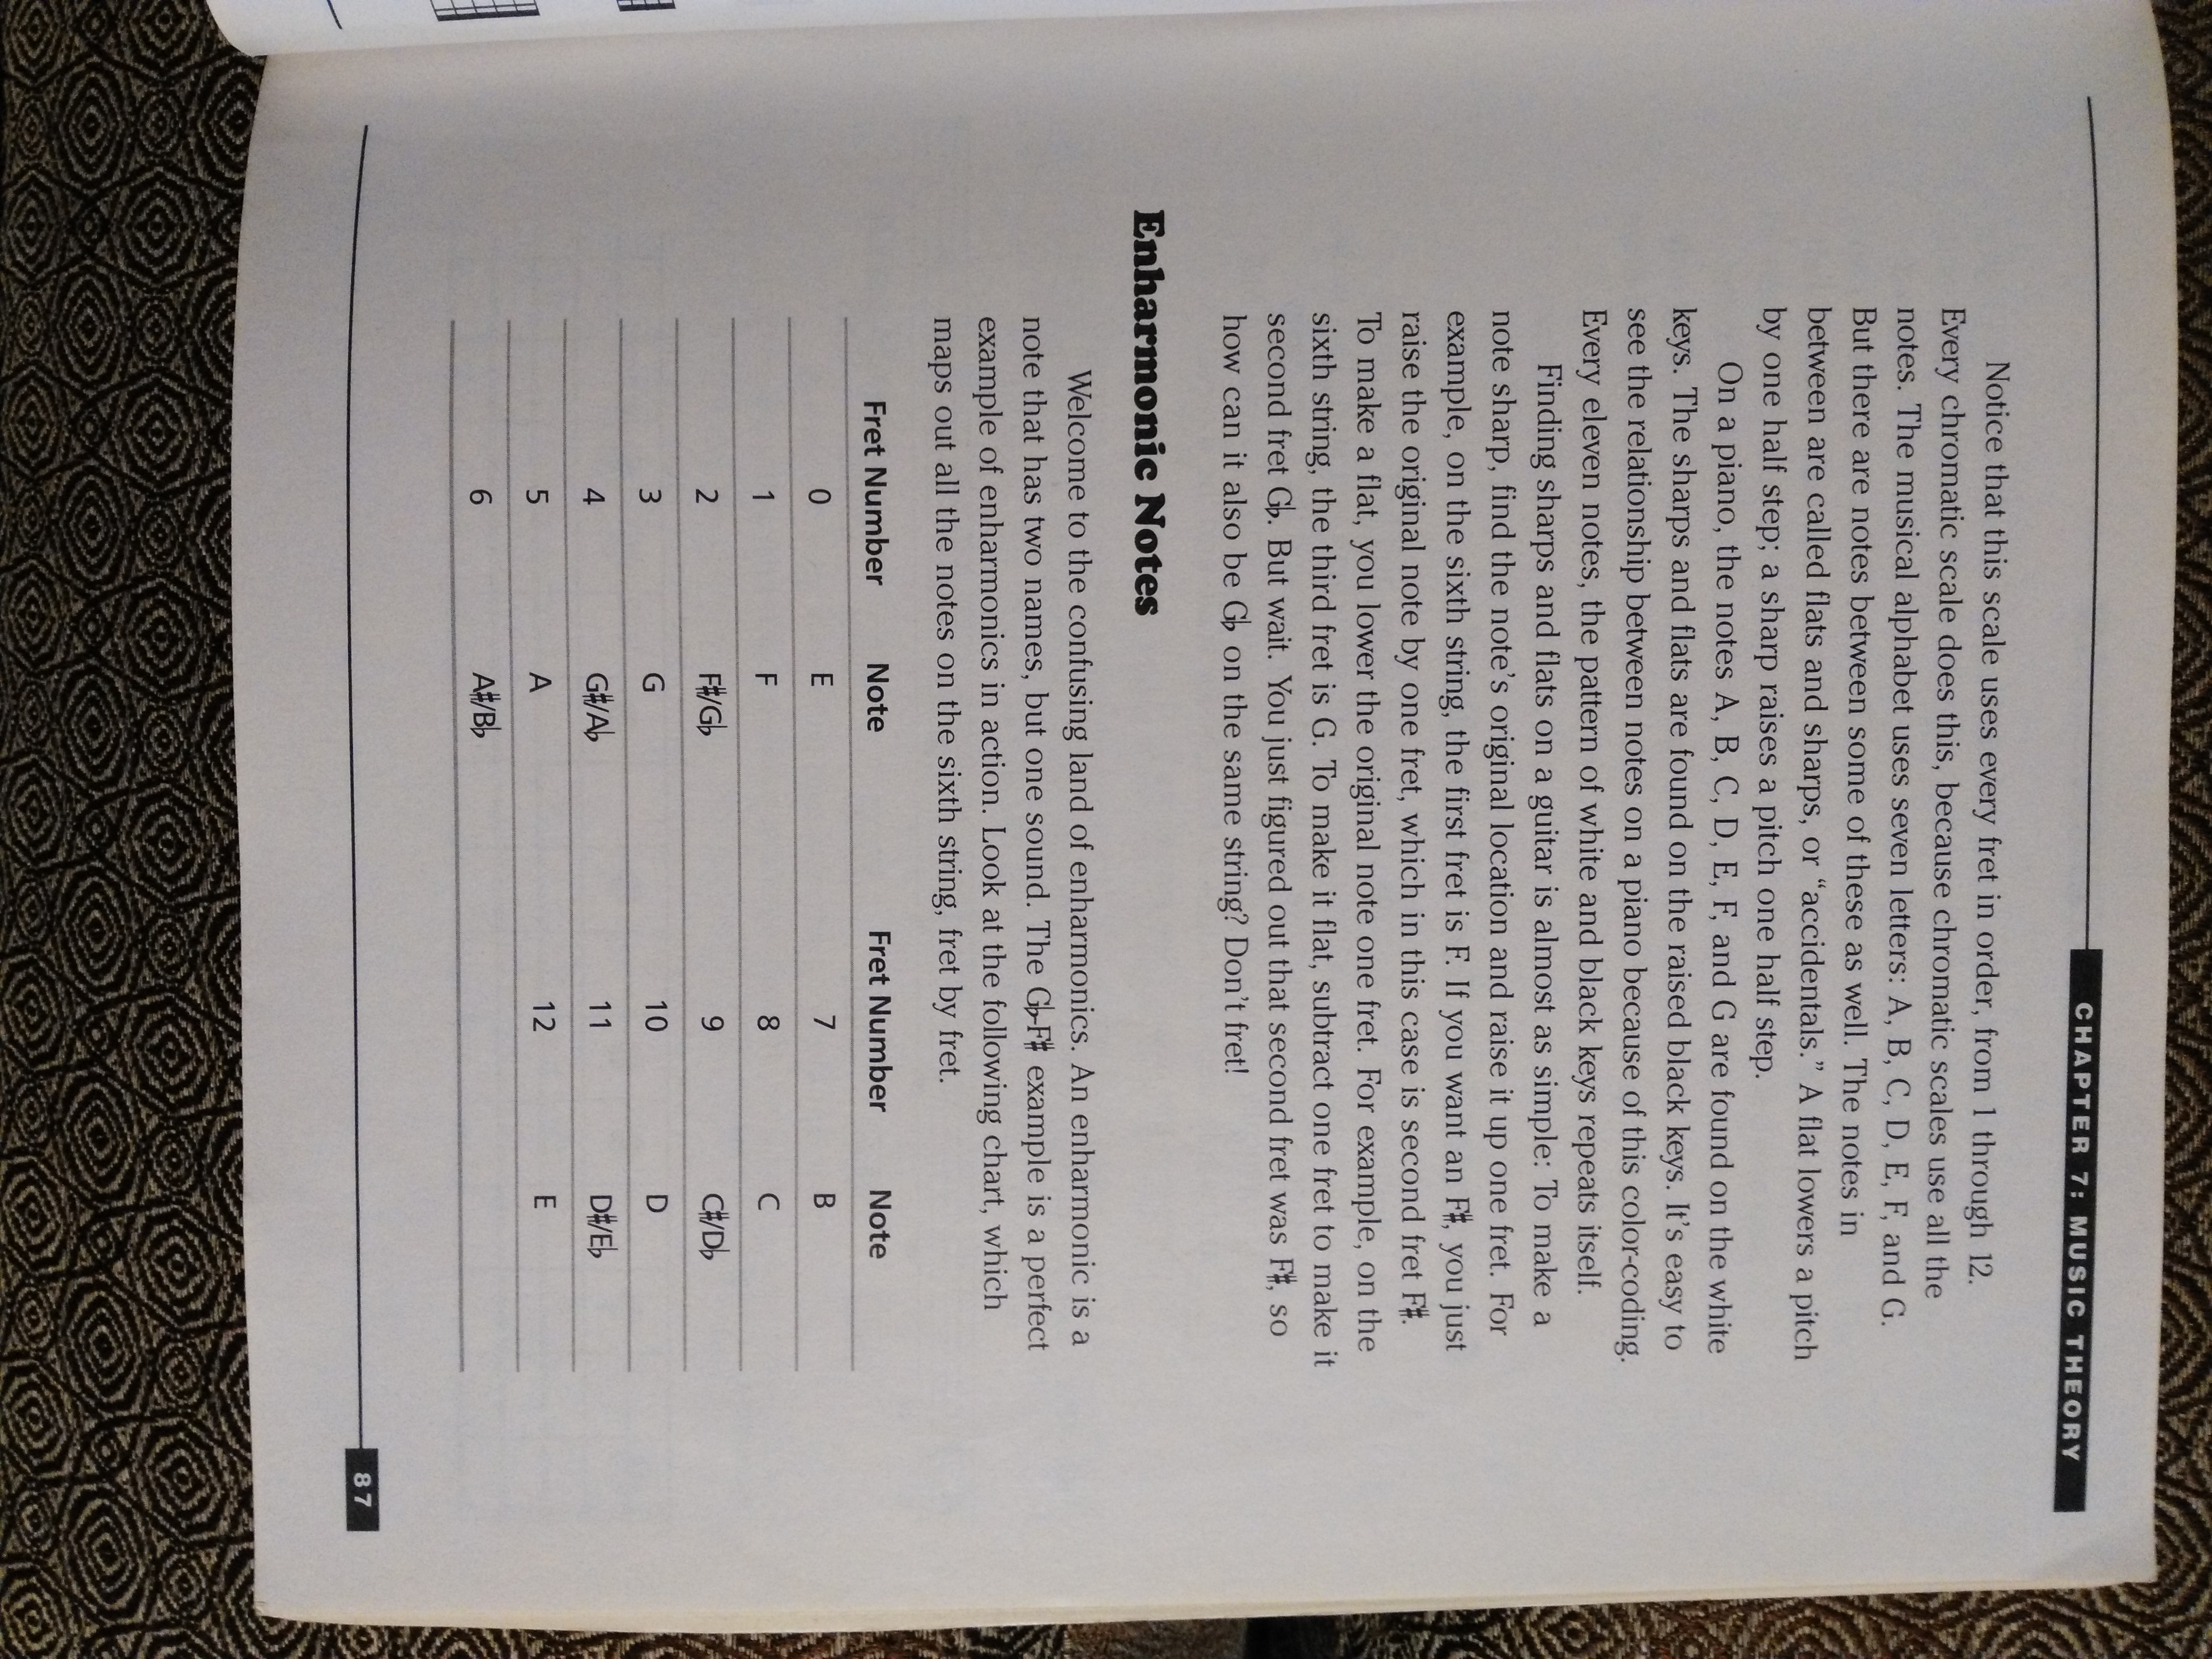 CHAPTER 7: MUSIC THEORY
Notice that this scale uses every fret in order, from 1 through 12.
Every chromatic scale does this, because chromatic scales use all the
notes. The musical alphabet uses seven letters: A, B, C, D, E, F, and G.
But there are notes between some of these as well. The notes in
between are called flats and sharps, or “accidentals.” A flat lowers a pitch
by one half step; a sharp raises a pitch one half step.
On a piano, the notes A, B, C, D, E, F, and G are found on the white
keys. The sharps and flats are found on the raised black keys. It’s easy to
see the relationship between notes on a piano because of this color-coding.
Every eleven notes, the pattern of white and black keys repeats itself.
Finding sharps and flats on a guitar is almost as simple: To make a
note sharp, find the note’s original location and raise it up one fret. For
example, on the sixth string, the first fret is F. If you want an F♯, you just
raise the original note by one fret, which in this case is second fret F♯.
To make a flat, you lower the original note one fret. For example, on the
sixth string, the third fret is G. To make it flat, subtract one fret to make it
second fret G♭. But wait. You just figured out that second fret was F♯, so
how can it also be G♭ on the same string? Don’t fret!
Enharmonic Notes
Welcome to the confusing land of enharmonics. An enharmonic is a
note that has two names, but one sound. The G♭-F♯ example is a perfect
example of enharmonics in action. Look at the following chart, which
maps out all the notes on the sixth string, fret by fret.
Fret Number Note Fret Number Note
0 E 7 B
1 F 8 C
2 F♯/G♭ 9 C♯/D♭
3 G 10 D
4 G♯/A♭ 11 D♯/E♭
5 A 12 E
6 A♯/B♭
87